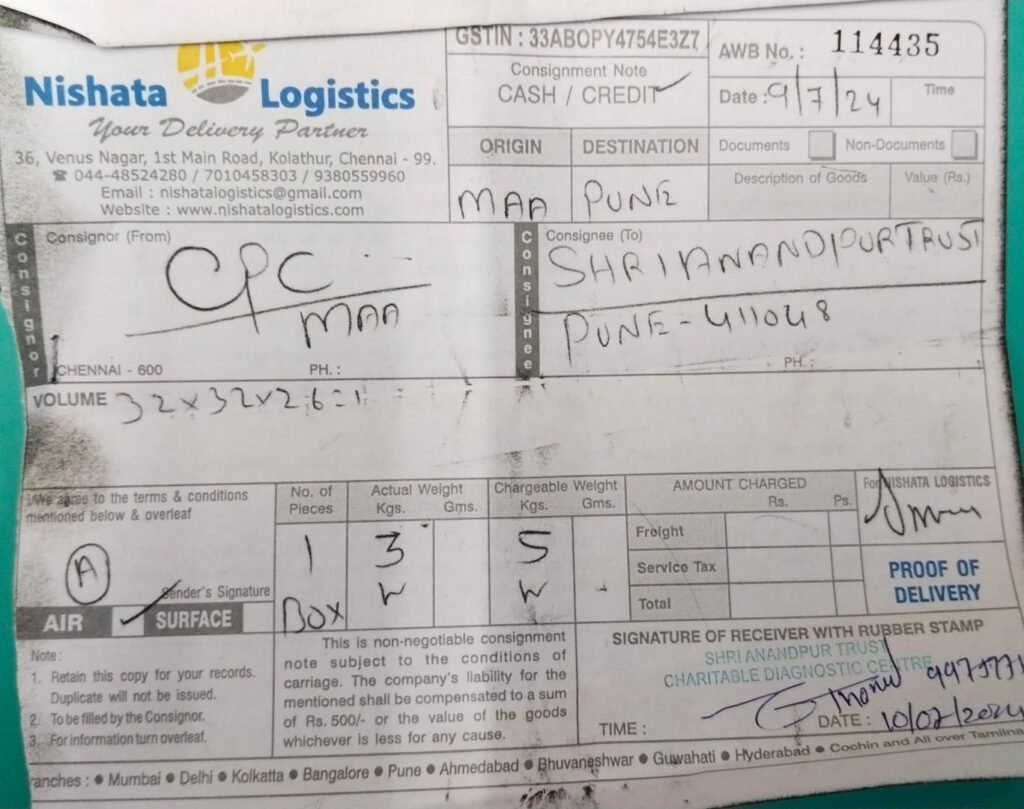 Nishata Logistics
Your Delivery Partner
36, Venus Nagar, 1st Main Road, Kolathur, Chennai - 99.
☎ 044-48524280 / 7010458303 / 9380559960
Email : nishatalogistics@gmail.com
Website : www.nishatalogistics.com
GSTIN : 33ABOPY4754E3Z7
Consignment Note
CASH / CREDIT ✓
AWB No. : 114435
Date : 9/7/24 Time
ORIGIN DESTINATION
MAA PUNE
Documents Non-Documents
Description of Goods Value (Rs.)
Consignor
Consignor (From)
CPC
MAA
CHENNAI - 600 PH. :
Consignee
Consignee (To)
SHRI ANANDPUR TRUST
PUNE - 411048
PH. :
VOLUME 32x32x26=1
I/We agree to the terms & conditions
mentioned below & overleaf
A
Sender's Signature
AIR ✓ SURFACE
No. of Pieces
1
BOX
Actual Weight
Kgs. Gms.
3
Chargeable Weight
Kgs. Gms.
5
AMOUNT CHARGED
Rs. Ps.
Freight
Service Tax
Total
For NISHATA LOGISTICS
PROOF OF
DELIVERY
Note :
1. Retain this copy for your records.
Duplicate will not be issued.
2. To be filled by the Consignor.
3. For information turn overleaf.
This is non-negotiable consignment
note subject to the conditions of
carriage. The company's liability for the
mentioned shall be compensated to a sum
of Rs. 500/- or the value of the goods
whichever is less for any cause.
SIGNATURE OF RECEIVER WITH RUBBER STAMP
SHRI ANANDPUR TRUST
CHARITABLE DIAGNOSTIC CENTRE
TIME : DATE : 10/07/2024
ranches : ● Mumbai ● Delhi ● Kolkatta ● Bangalore ● Pune ● Ahmedabad ● Bhuvaneshwar ● Guwahati ● Hyderabad ● Cochin and All over Tamilna